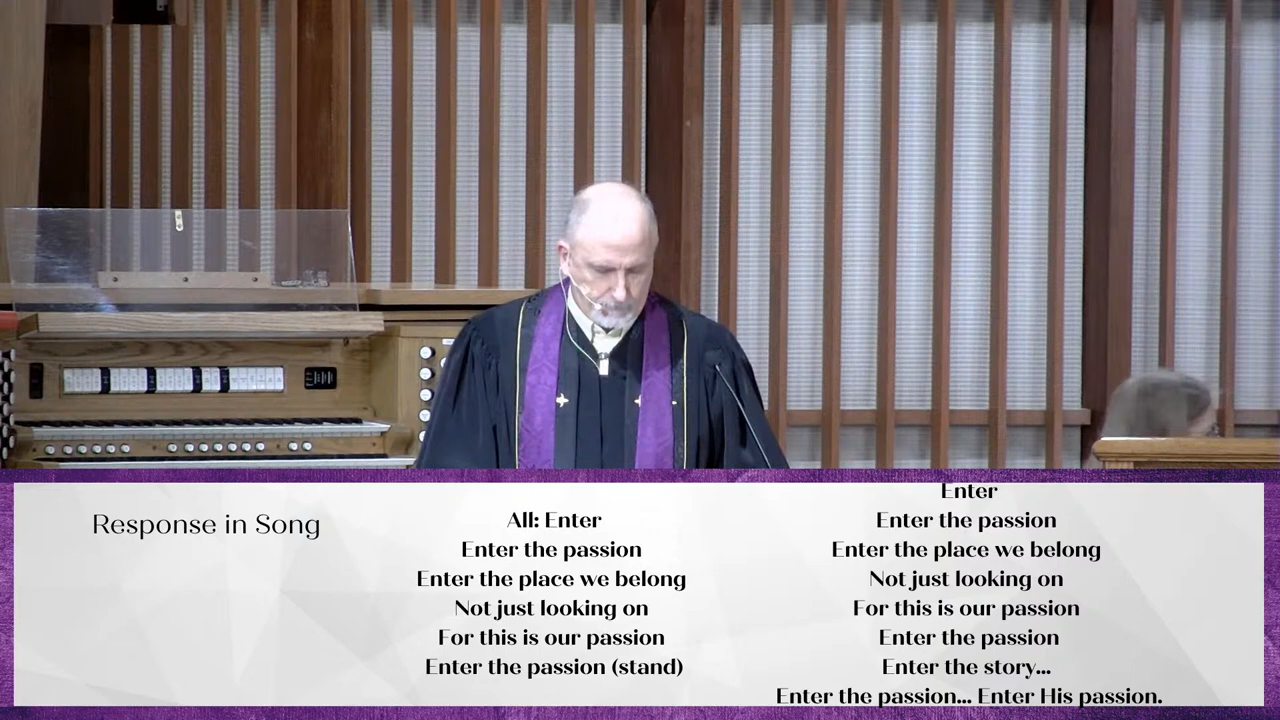 Response in Song
All: Enter
Enter the passion
Enter the place we belong
Not just looking on
For this is our passion
Enter the passion (stand)
Enter
Enter the passion
Enter the place we belong
Not just looking on
For this is our passion
Enter the passion
Enter the story...
Enter the passion... Enter His passion.